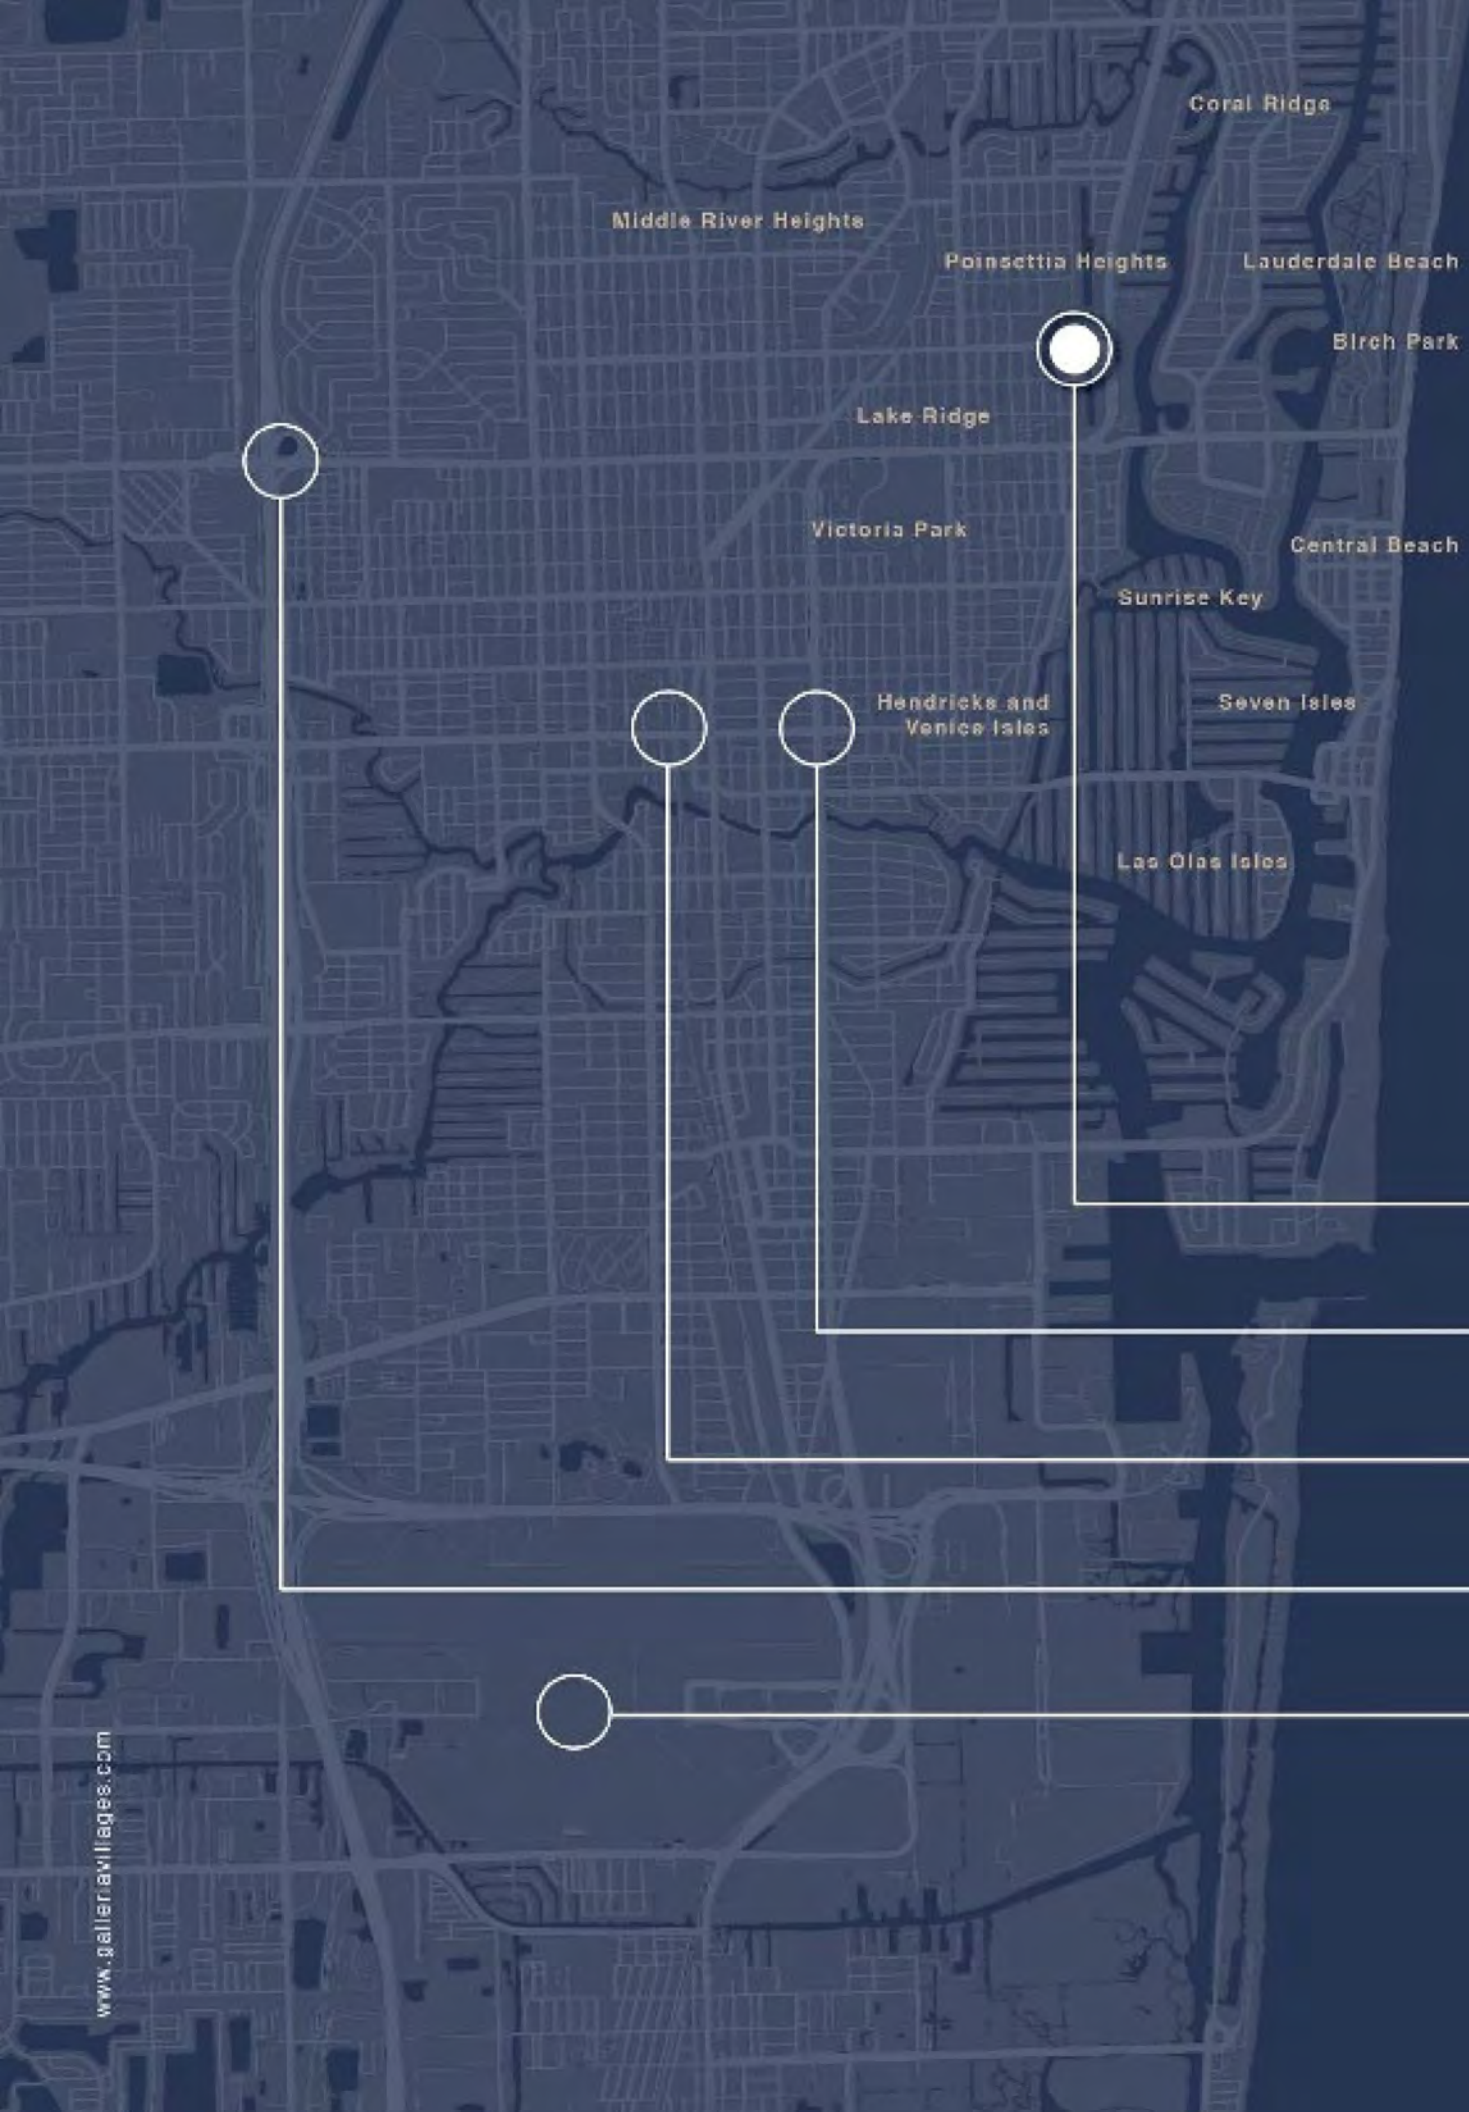 Coral Ridge
Middle River Heights
Poinsettia Heights
Lauderdale Beach
Birch Park
Lake Ridge
Victoria Park
Central Beach
Sunrise Key
Hendricks and
Venice Isles
Seven Isles
Las Olas Isles
www.galleriavillages.com